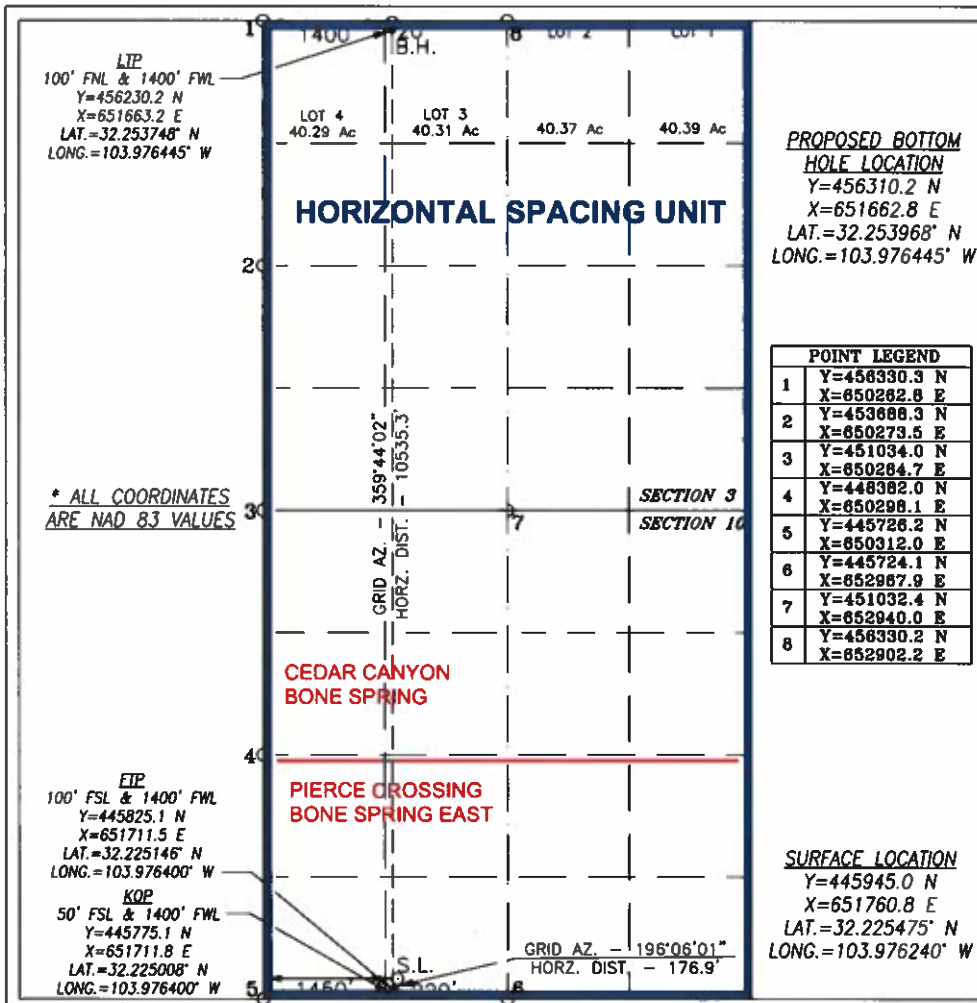 LTP
100' FNL & 1400' FWL
Y=456230.2 N
X=651663.2 E
LAT.=32.253748° N
LONG.=103.976445° W
1
1400'
20'
B.H.
8
LOT 2
LOT 1
LOT 4
40.29 Ac
LOT 3
40.31 Ac
40.37 Ac
40.39 Ac
HORIZONTAL SPACING UNIT
PROPOSED BOTTOM
HOLE LOCATION
Y=456310.2 N
X=651662.8 E
LAT.=32.253968° N
LONG.=103.976445° W
2
POINT LEGEND
1 Y=456330.3 N
X=650262.8 E
2 Y=453688.3 N
X=650273.5 E
3 Y=451034.0 N
X=650284.7 E
4 Y=448382.0 N
X=650298.1 E
5 Y=445726.2 N
X=650312.0 E
6 Y=445724.1 N
X=652967.9 E
7 Y=451032.4 N
X=652940.0 E
8 Y=456330.2 N
X=652902.2 E
GRID AZ. - 359°44'02"
HORZ. DIST. - 10535.3'
* ALL COORDINATES
ARE NAD 83 VALUES
3
7
SECTION 3
SECTION 10
CEDAR CANYON
BONE SPRING
4
PIERCE CROSSING
BONE SPRING EAST
FTP
100' FSL & 1400' FWL
Y=445825.1 N
X=651711.5 E
LAT.=32.225146° N
LONG.=103.976400° W
KOP
50' FSL & 1400' FWL
Y=445775.1 N
X=651711.8 E
LAT.=32.225008° N
LONG.=103.976400° W
SURFACE LOCATION
Y=445945.0 N
X=651760.8 E
LAT.=32.225475° N
LONG.=103.976240° W
S.L.
GRID AZ. - 196°06'01"
HORZ. DIST. - 176.9'
5
6